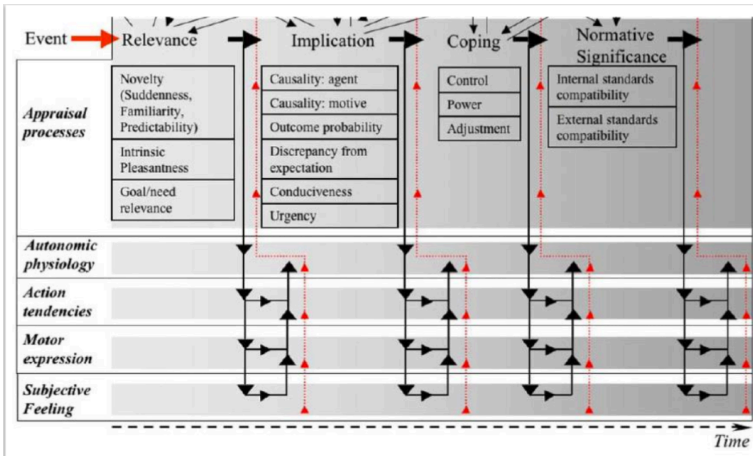 Event
Relevance
Implication
Coping
Normative
Significance
Appraisal
processes
Novelty
(Suddenness,
Familiarity,
Predictability)
Intrinsic
Pleasantness
Goal/need
relevance
Causality: agent
Causality: motive
Outcome probability
Discrepancy from
expectation
Conduciveness
Urgency
Control
Power
Adjustment
Internal standards
compatibility
External standards
compatibility
Autonomic
physiology
Action
tendencies
Motor
expression
Subjective
Feeling
Time